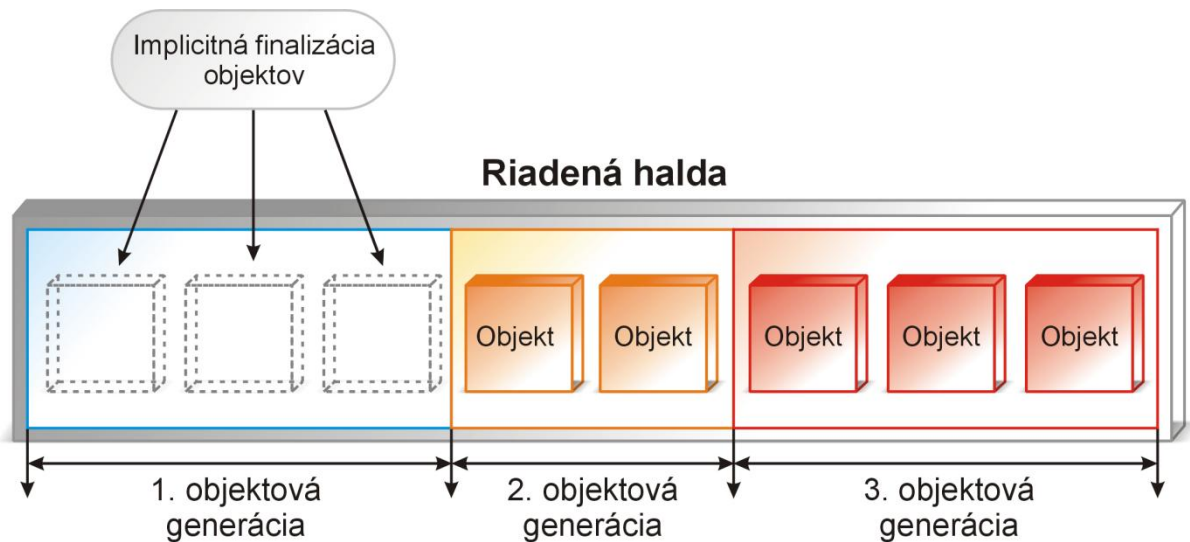 Implicitná finalizácia
objektov
Riadená halda
Objekt
Objekt
Objekt
Objekt
Objekt
1. objektová
generácia
2. objektová
generácia
3. objektová
generácia